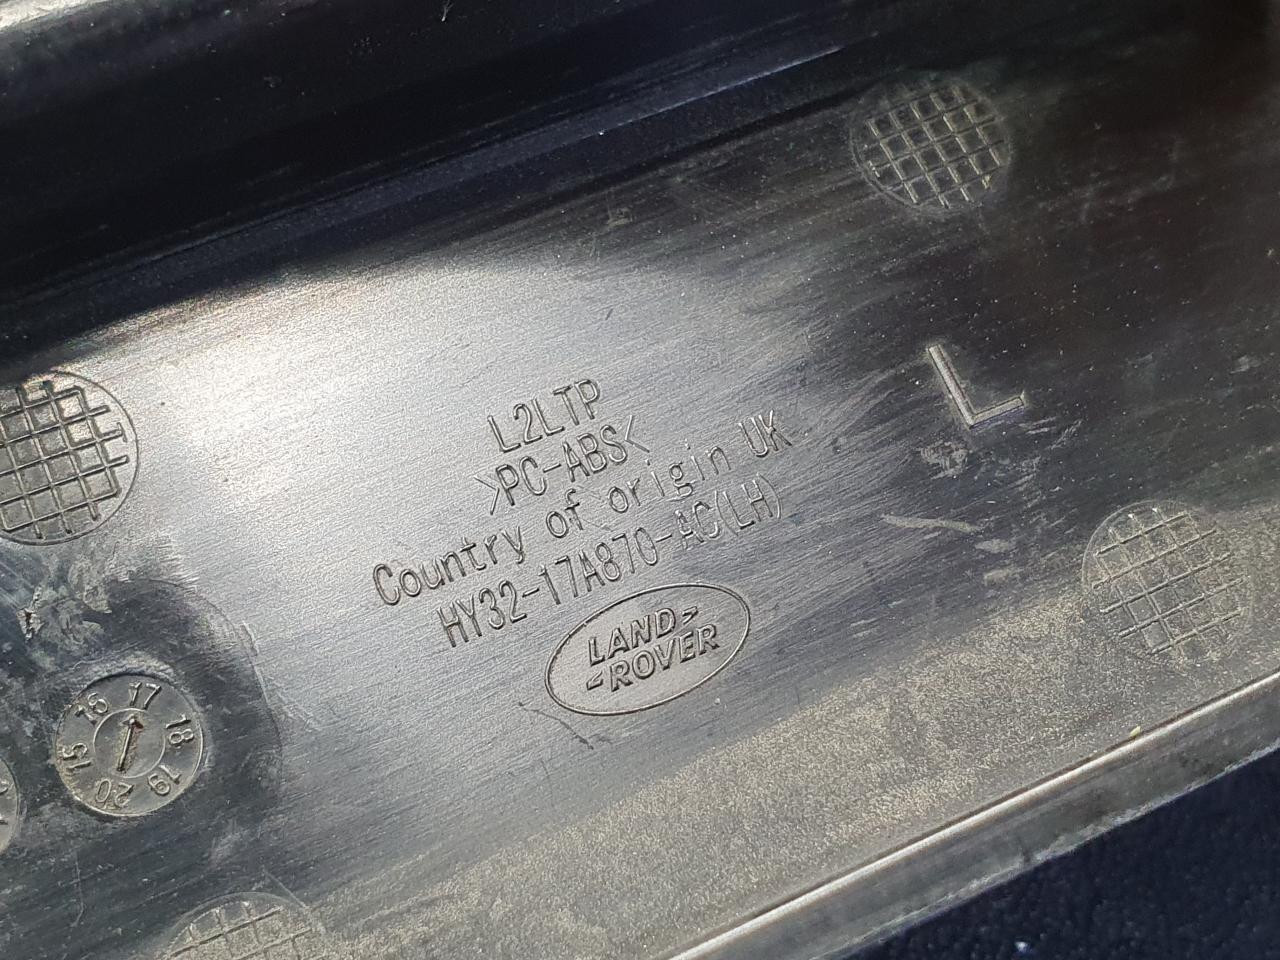 L2LTP
>PC-ABS<
Country of origin UK
HY32-17A870-AC(LH)
LAND
ROVER
L
15 16 17 18 19 20